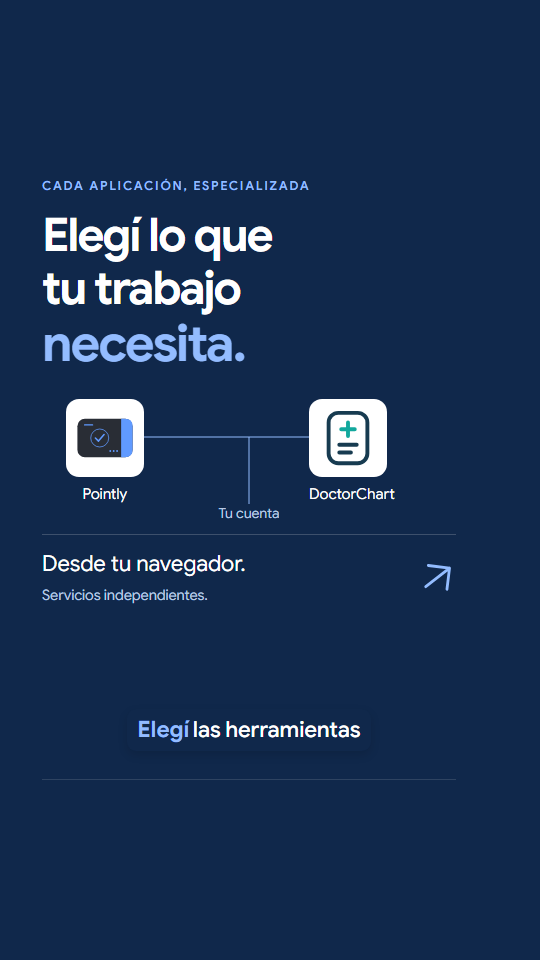 CADA APLICACIÓN, ESPECIALIZADA
Elegí lo que
tu trabajo
necesita.
Pointly
DoctorChart
Tu cuenta
Desde tu navegador.
Servicios independientes.
Elegí las herramientas